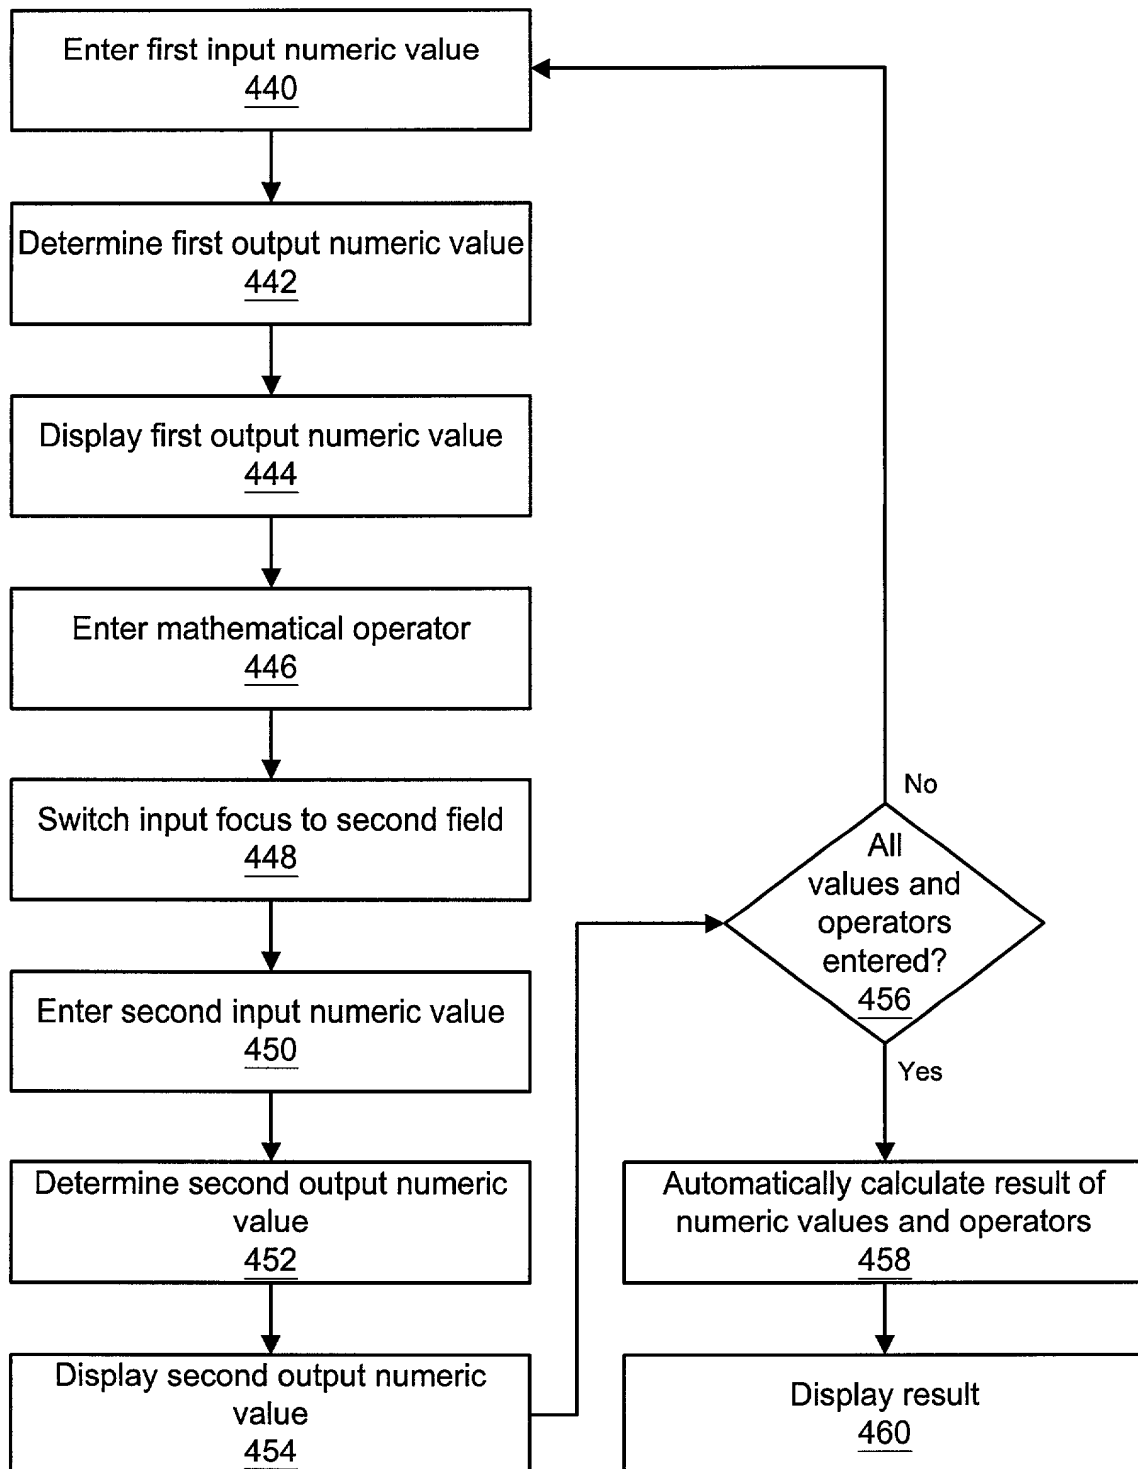 Enter first input numeric value
440
Determine first output numeric value
442
Display first output numeric value
444
Enter mathematical operator
446
Switch input focus to second field
448
Enter second input numeric value
450
Determine second output numeric
value
452
Display second output numeric
value
454
No
All
values and
operators
entered?
456
Yes
Automatically calculate result of
numeric values and operators
458
Display result
460